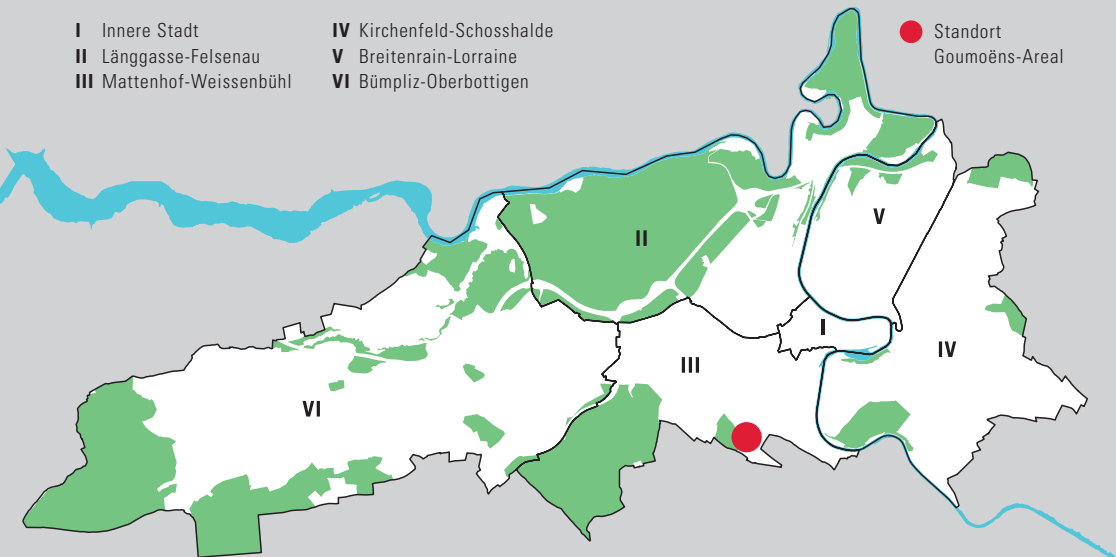 I Innere Stadt
II Länggasse-Felsenau
III Mattenhof-Weissenbühl
IV Kirchenfeld-Schosshalde
V Breitenrain-Lorraine
VI Bümpliz-Oberbottigen
Standort
Goumoëns-Areal
V
II
I
IV
III
VI